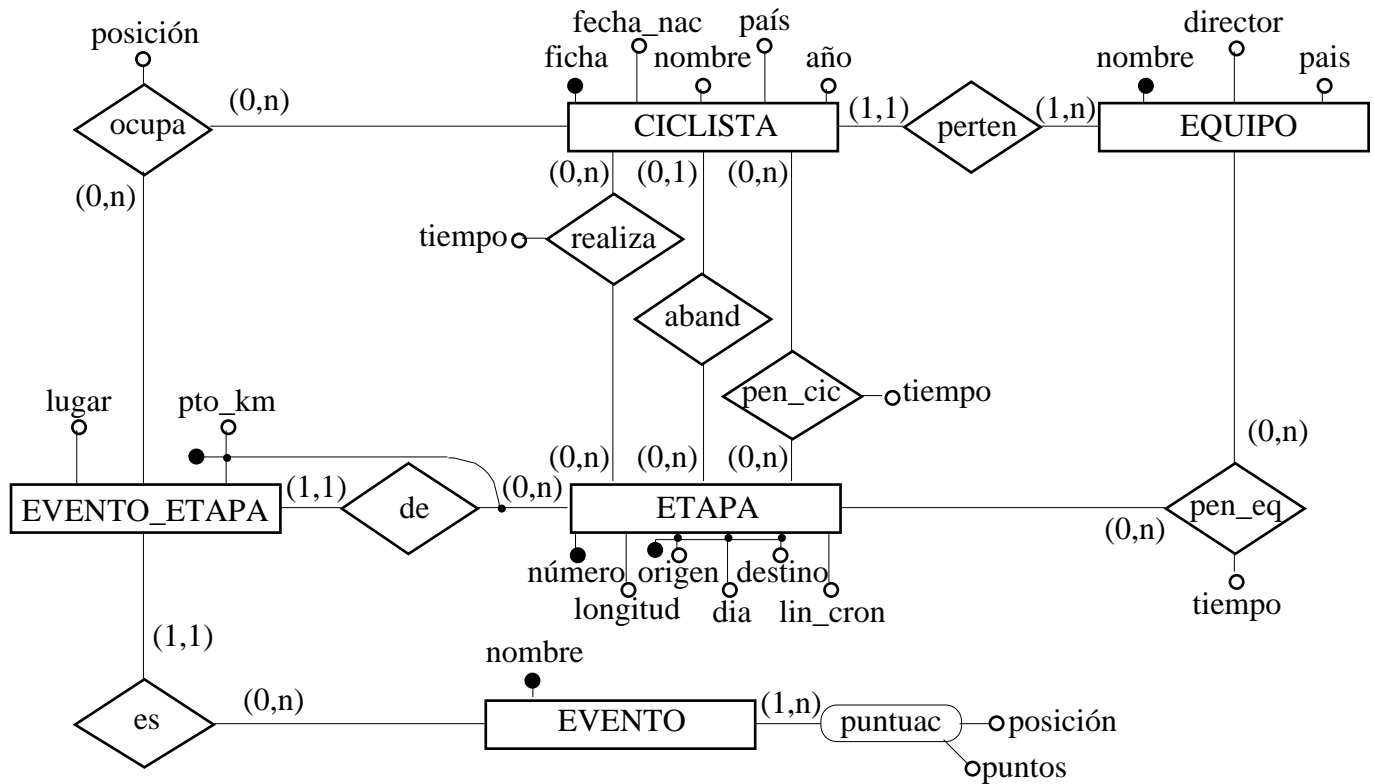 fecha_nac país director
posición
ficha nombre año nombre pais
(0,n) (1,1) (1,n)
ocupa CICLISTA perten EQUIPO
(0,n) (0,n) (0,1) (0,n)
tiempo realiza
aband
lugar pto_km pen_cic tiempo
(0,n)
(0,n) (0,n) (0,n)
(1,1) (0,n)
EVENTO_ETAPA de ETAPA pen_eq
(0,n)
número origen destino
longitud dia lin_cron tiempo
(1,1)
nombre
(0,n) (1,n)
es EVENTO puntuac posición
puntos